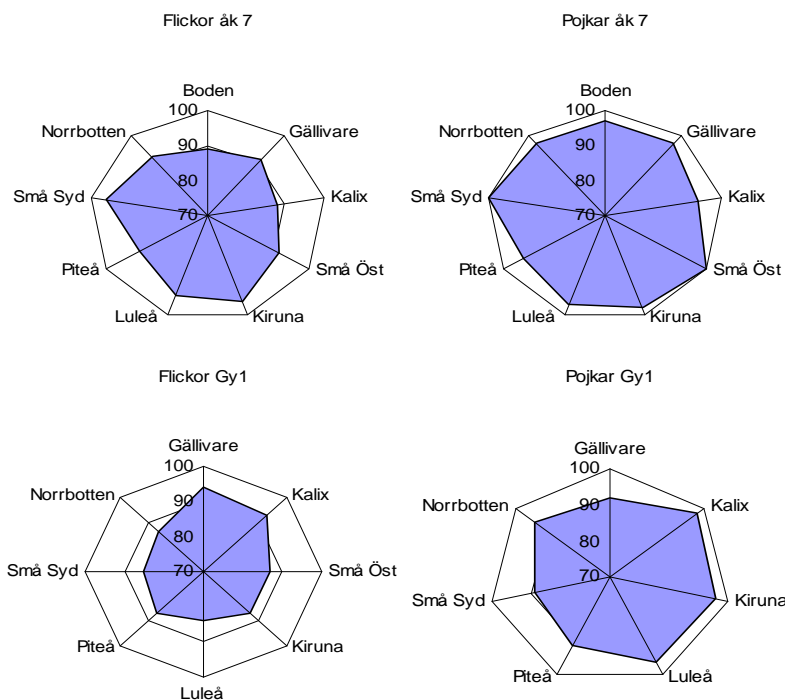 Flickor åk 7
Boden
100
Gällivare
90
Kalix
80
70
Små Öst
Kiruna
Luleå
Piteå
Små Syd
Norrbotten
Pojkar åk 7
Boden
100
Gällivare
90
Kalix
80
70
Små Öst
Kiruna
Luleå
Piteå
Små Syd
Norrbotten
Flickor Gy1
Gällivare
100
Kalix
90
80
70
Små Öst
Kiruna
Luleå
Piteå
Små Syd
Norrbotten
Pojkar Gy1
Gällivare
100
Kalix
90
80
70
Kiruna
Luleå
Piteå
Små Syd
Norrbotten